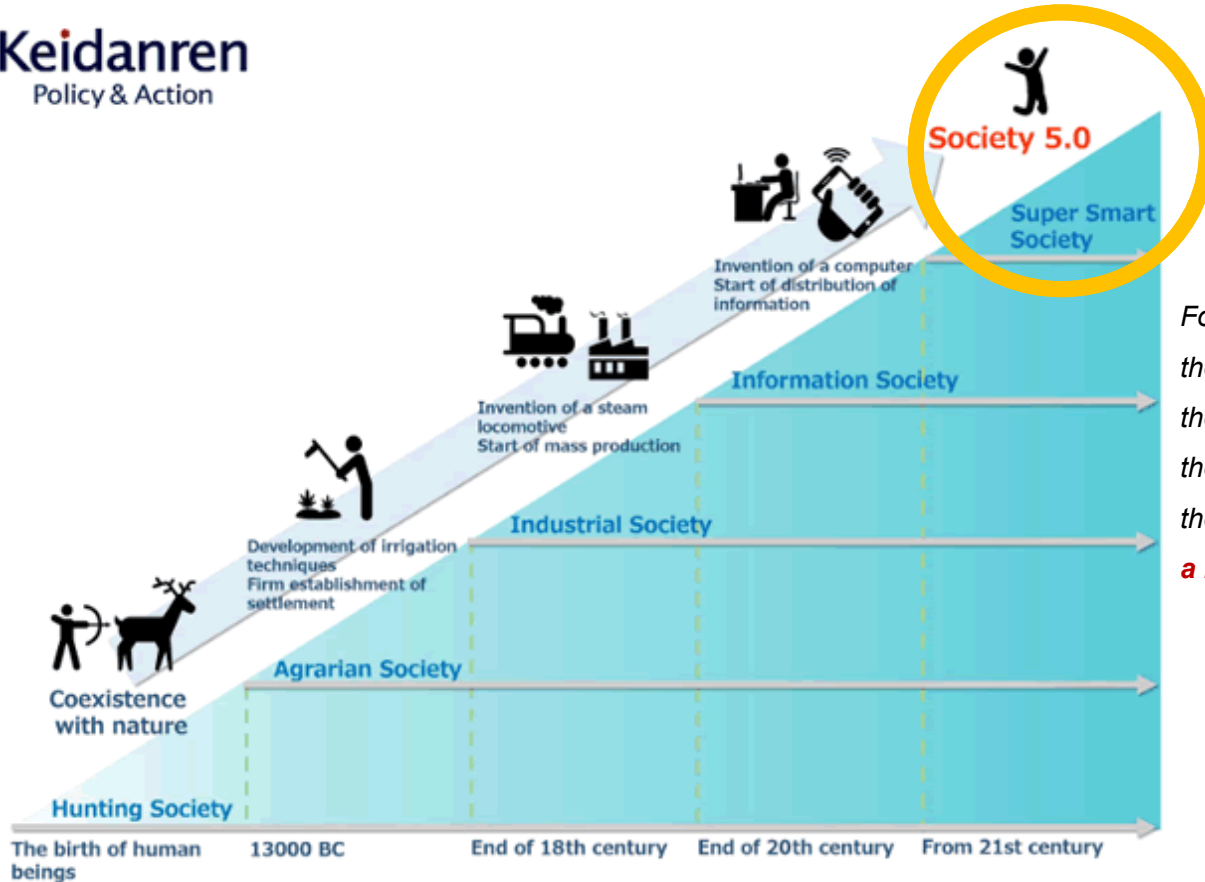 Keidanren
Policy & Action
Society 5.0
Super Smart
Society
Invention of a computer
Start of distribution of
information
Information Society
Invention of a steam
locomotive
Start of mass production
Industrial Society
Development of irrigation
techniques
Firm establishment of
settlement
Agrarian Society
Coexistence
with nature
Hunting Society
The birth of human
beings
13000 BC
End of 18th century
End of 20th century
From 21st century
a